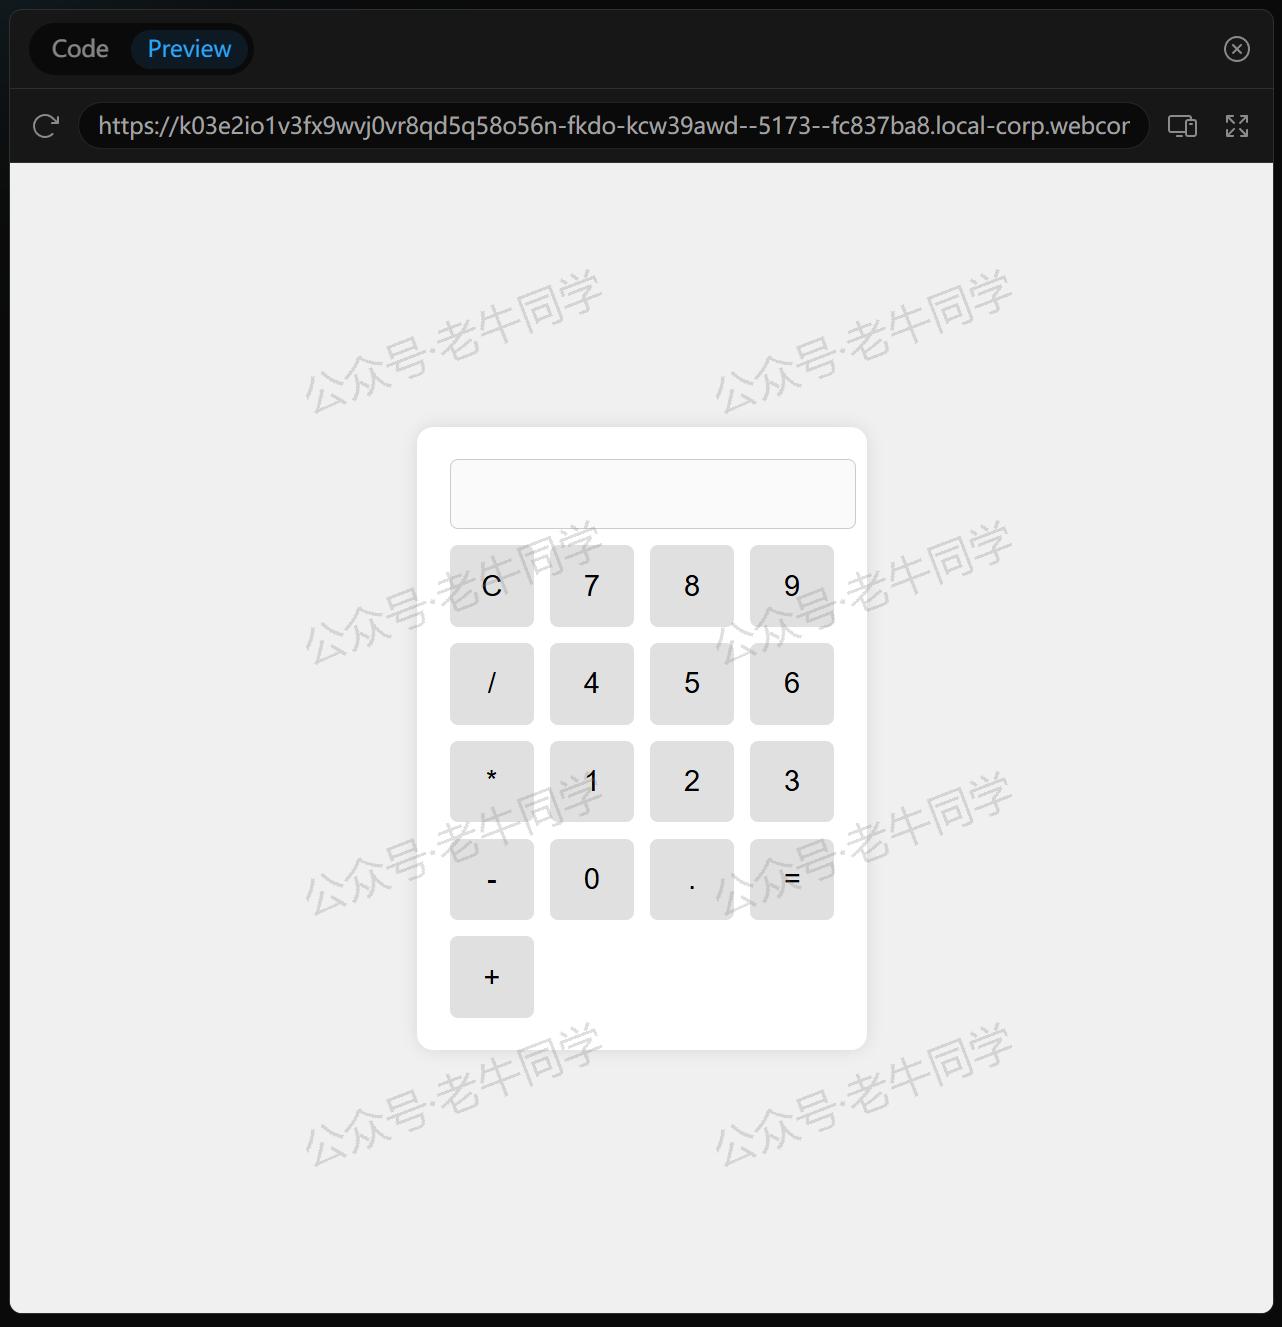 Code Preview
https://k03e2io1v3fx9wvj0vr8qd5q58o56n-fkdo-kcw39awd--5173--fc837ba8.local-corp.webcor
公众号·老牛同学 公众号·老牛同学
C 7 8 9
公众号·老牛同学 公众号·老牛同学
/ 4 5 6
* 1 2 3
公众号·老牛同学 公众号·老牛同学
- 0 . =
+
公众号·老牛同学 公众号·老牛同学